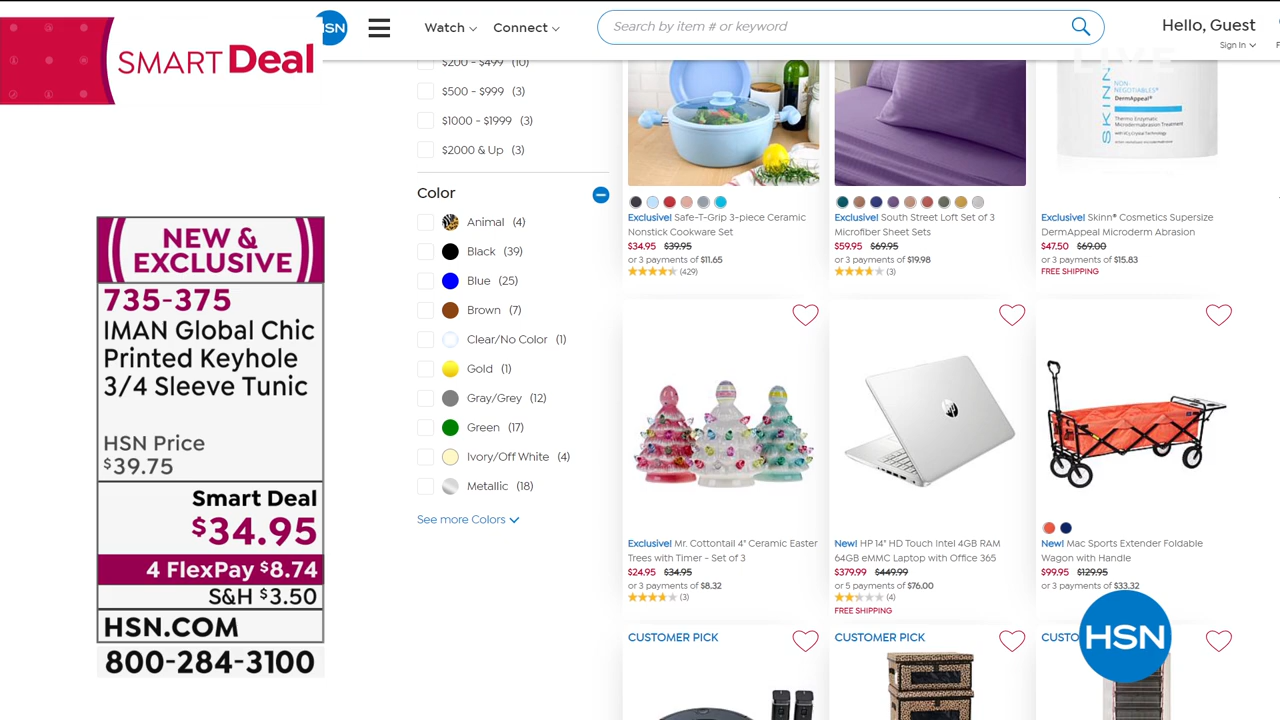 SMART Deal
HSN
Watch
Connect
Search by item # or keyword
Hello, Guest
Sign In
LIVE
NEW &
EXCLUSIVE
735-375
IMAN Global Chic
Printed Keyhole
3/4 Sleeve Tunic
HSN Price
$39.75
Smart Deal
$34.95
4 FlexPay $8.74
S&H $3.50
HSN.COM
800-284-3100
$200 - $499 (10)
$500 - $999 (3)
$1000 - $1999 (3)
$2000 & Up (3)
Color
Animal (4)
Black (39)
Blue (25)
Brown (7)
Clear/No Color (1)
Gold (1)
Gray/Grey (12)
Green (17)
Ivory/Off White (4)
Metallic (18)
See more Colors
Exclusive! Safe-T-Grip 3-piece Ceramic
Nonstick Cookware Set
$34.95 $39.95
or 3 payments of $11.65
(429)
Exclusive! South Street Loft Set of 3
Microfiber Sheet Sets
$59.95 $69.95
or 3 payments of $19.98
(3)
SKINN
NON-
NEGOTIABLES®
DermAppeal®
Thermo Enzymatic
Microdermabrasion Treatment
Exclusive! Skinn® Cosmetics Supersize
DermAppeal Microderm Abrasion
$47.50 $69.00
or 3 payments of $15.83
FREE SHIPPING
Exclusive! Mr. Cottontail 4" Ceramic Easter
Trees with Timer - Set of 3
$24.95 $34.95
or 3 payments of $8.32
(3)
hp
New! HP 14" HD Touch Intel 4GB RAM
64GB eMMC Laptop with Office 365
$379.99 $449.99
or 5 payments of $76.00
(4)
FREE SHIPPING
New! Mac Sports Extender Foldable
Wagon with Handle
$99.95 $129.95
or 3 payments of $33.32
CUSTOMER PICK
CUSTOMER PICK
CUSTO
HSN